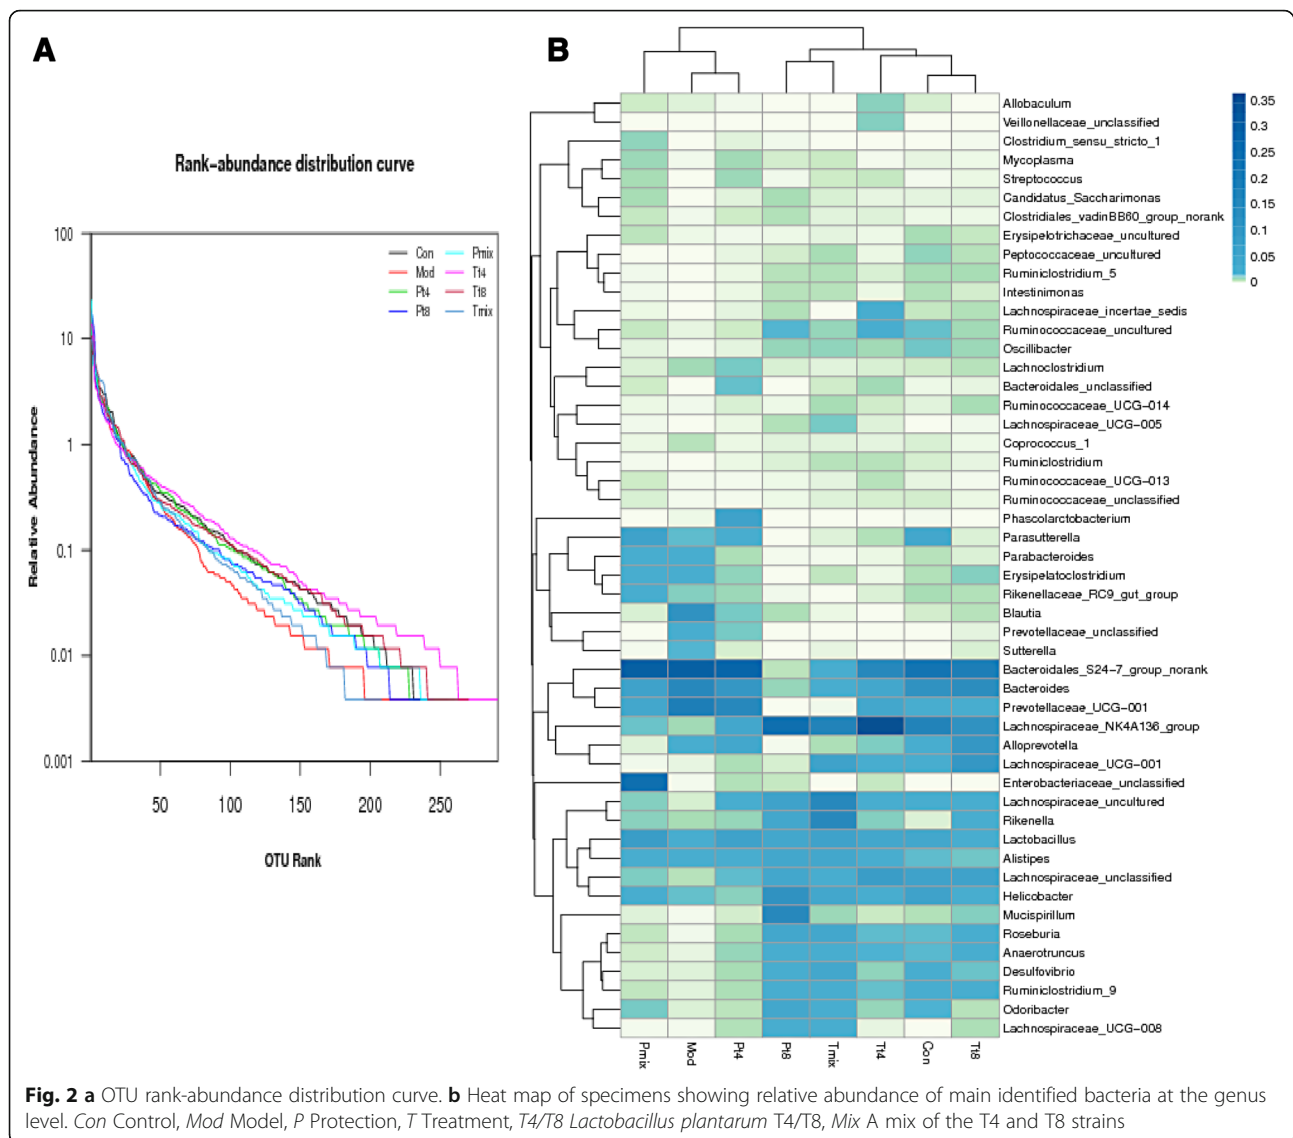 A
B
Rank−abundance distribution curve
Con
Mod
Pt4
Pt8
Pmix
Tt4
Tt8
Tmix
100
10
1
0.1
0.01
0.001
Relative Abundance
50
100
150
200
250
OTU Rank
0.35
0.3
0.25
0.2
0.15
0.1
0.05
0
Allobaculum
Veillonellaceae_unclassified
Clostridium_sensu_stricto_1
Mycoplasma
Streptococcus
Candidatus_Saccharimonas
Clostridiales_vadinBB60_group_norank
Erysipelotrichaceae_uncultured
Peptococcaceae_uncultured
Ruminiclostridium_5
Intestinimonas
Lachnospiraceae_incertae_sedis
Ruminococcaceae_uncultured
Oscillibacter
Lachnoclostridium
Bacteroidales_unclassified
Ruminococcaceae_UCG−014
Lachnospiraceae_UCG−005
Coprococcus_1
Ruminiclostridium
Ruminococcaceae_UCG−013
Ruminococcaceae_unclassified
Phascolarctobacterium
Parasutterella
Parabacteroides
Erysipelatoclostridium
Rikenellaceae_RC9_gut_group
Blautia
Prevotellaceae_unclassified
Sutterella
Bacteroidales_S24−7_group_norank
Bacteroides
Prevotellaceae_UCG−001
Lachnospiraceae_NK4A136_group
Alloprevotella
Lachnospiraceae_UCG−001
Enterobacteriaceae_unclassified
Lachnospiraceae_uncultured
Rikenella
Lactobacillus
Alistipes
Lachnospiraceae_unclassified
Helicobacter
Mucispirillum
Roseburia
Anaerotruncus
Desulfovibrio
Ruminiclostridium_9
Odoribacter
Lachnospiraceae_UCG−008
Pmix
Mod
Pt4
Pt8
Tmix
Tt4
Con
Tt8
Fig. 2 a OTU rank-abundance distribution curve. b Heat map of specimens showing relative abundance of main identified bacteria at the genus
level. Con Control, Mod Model, P Protection, T Treatment, T4/T8 Lactobacillus plantarum T4/T8, Mix A mix of the T4 and T8 strains